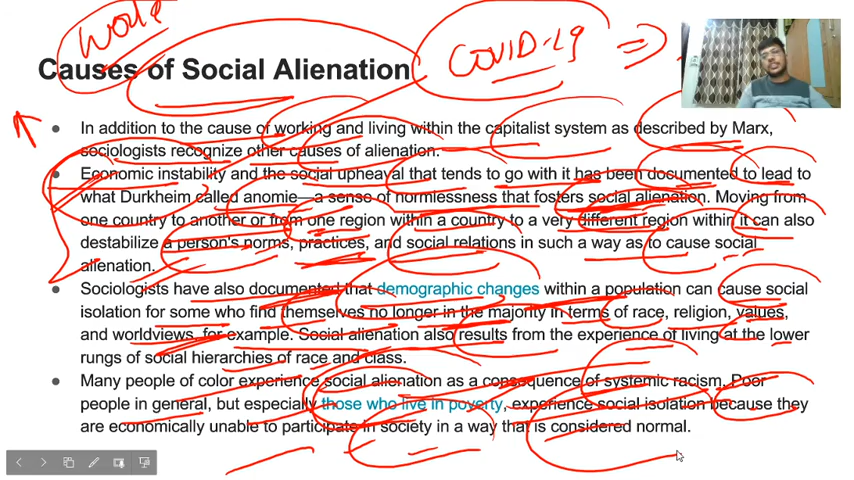 work
COVID-19 ⇒
Causes of Social Alienation
● In addition to the cause of working and living within the capitalist system as described by Marx,
sociologists recognize other causes of alienation.
● Economic instability and the social upheaval that tends to go with it has been documented to lead to
what Durkheim called anomie—a sense of normlessness that fosters social alienation. Moving from
one country to another or from one region within a country to a very different region within it can also
destabilize a person's norms, practices, and social relations in such a way as to cause social
alienation.
● Sociologists have also documented that demographic changes within a population can cause social
isolation for some who find themselves no longer in the majority in terms of race, religion, values,
and worldviews, for example. Social alienation also results from the experience of living at the lower
rungs of social hierarchies of race and class.
● Many people of color experience social alienation as a consequence of systemic racism. Poor
people in general, but especially those who live in poverty, experience social isolation because they
are economically unable to participate in society in a way that is considered normal.